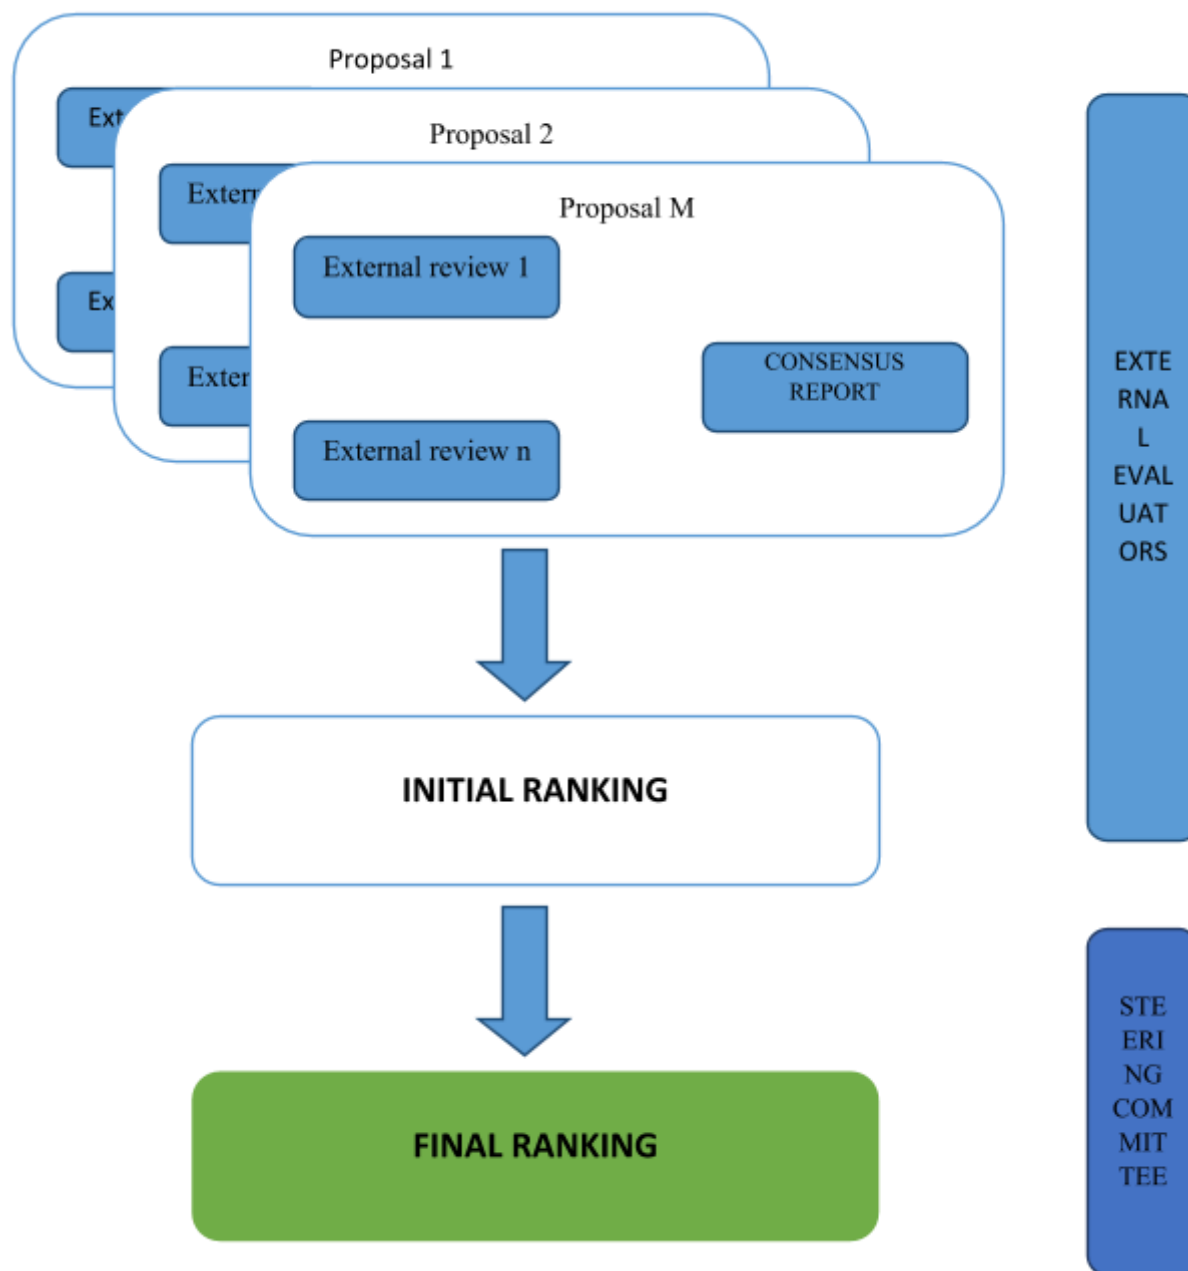 Proposal 1
Ext
Ex
Proposal 2
Extern
Exter
Proposal M
External review 1
CONSENSUS
REPORT
External review n
INITIAL RANKING
FINAL RANKING
EXTE
RNA
L
EVAL
UAT
ORS
STE
ERI
NG
COM
MIT
TEE